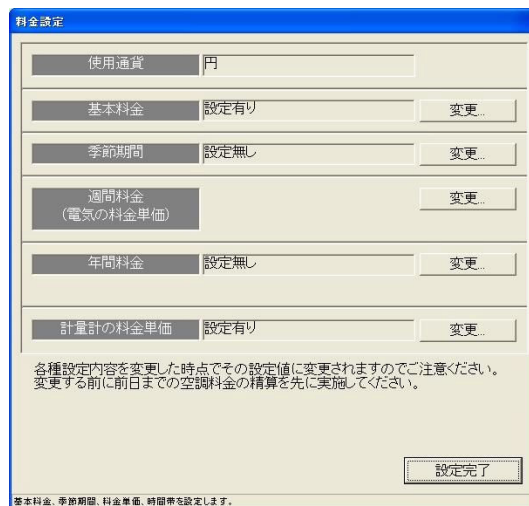 料金設定
使用通貨 円
基本料金 設定有り 変更...
季節期間 設定無し 変更...
週間料金 変更...
(電気の料金単価)
年間料金 設定無し 変更...
計量計の料金単価 設定有り 変更...
各種設定内容を変更した時点でその設定値に変更されますのでご注意ください。
変更する前に前日までの空調料金の精算を先に実施してください。
設定完了
基本料金、季節期間、料金単価、時間帯を設定します。